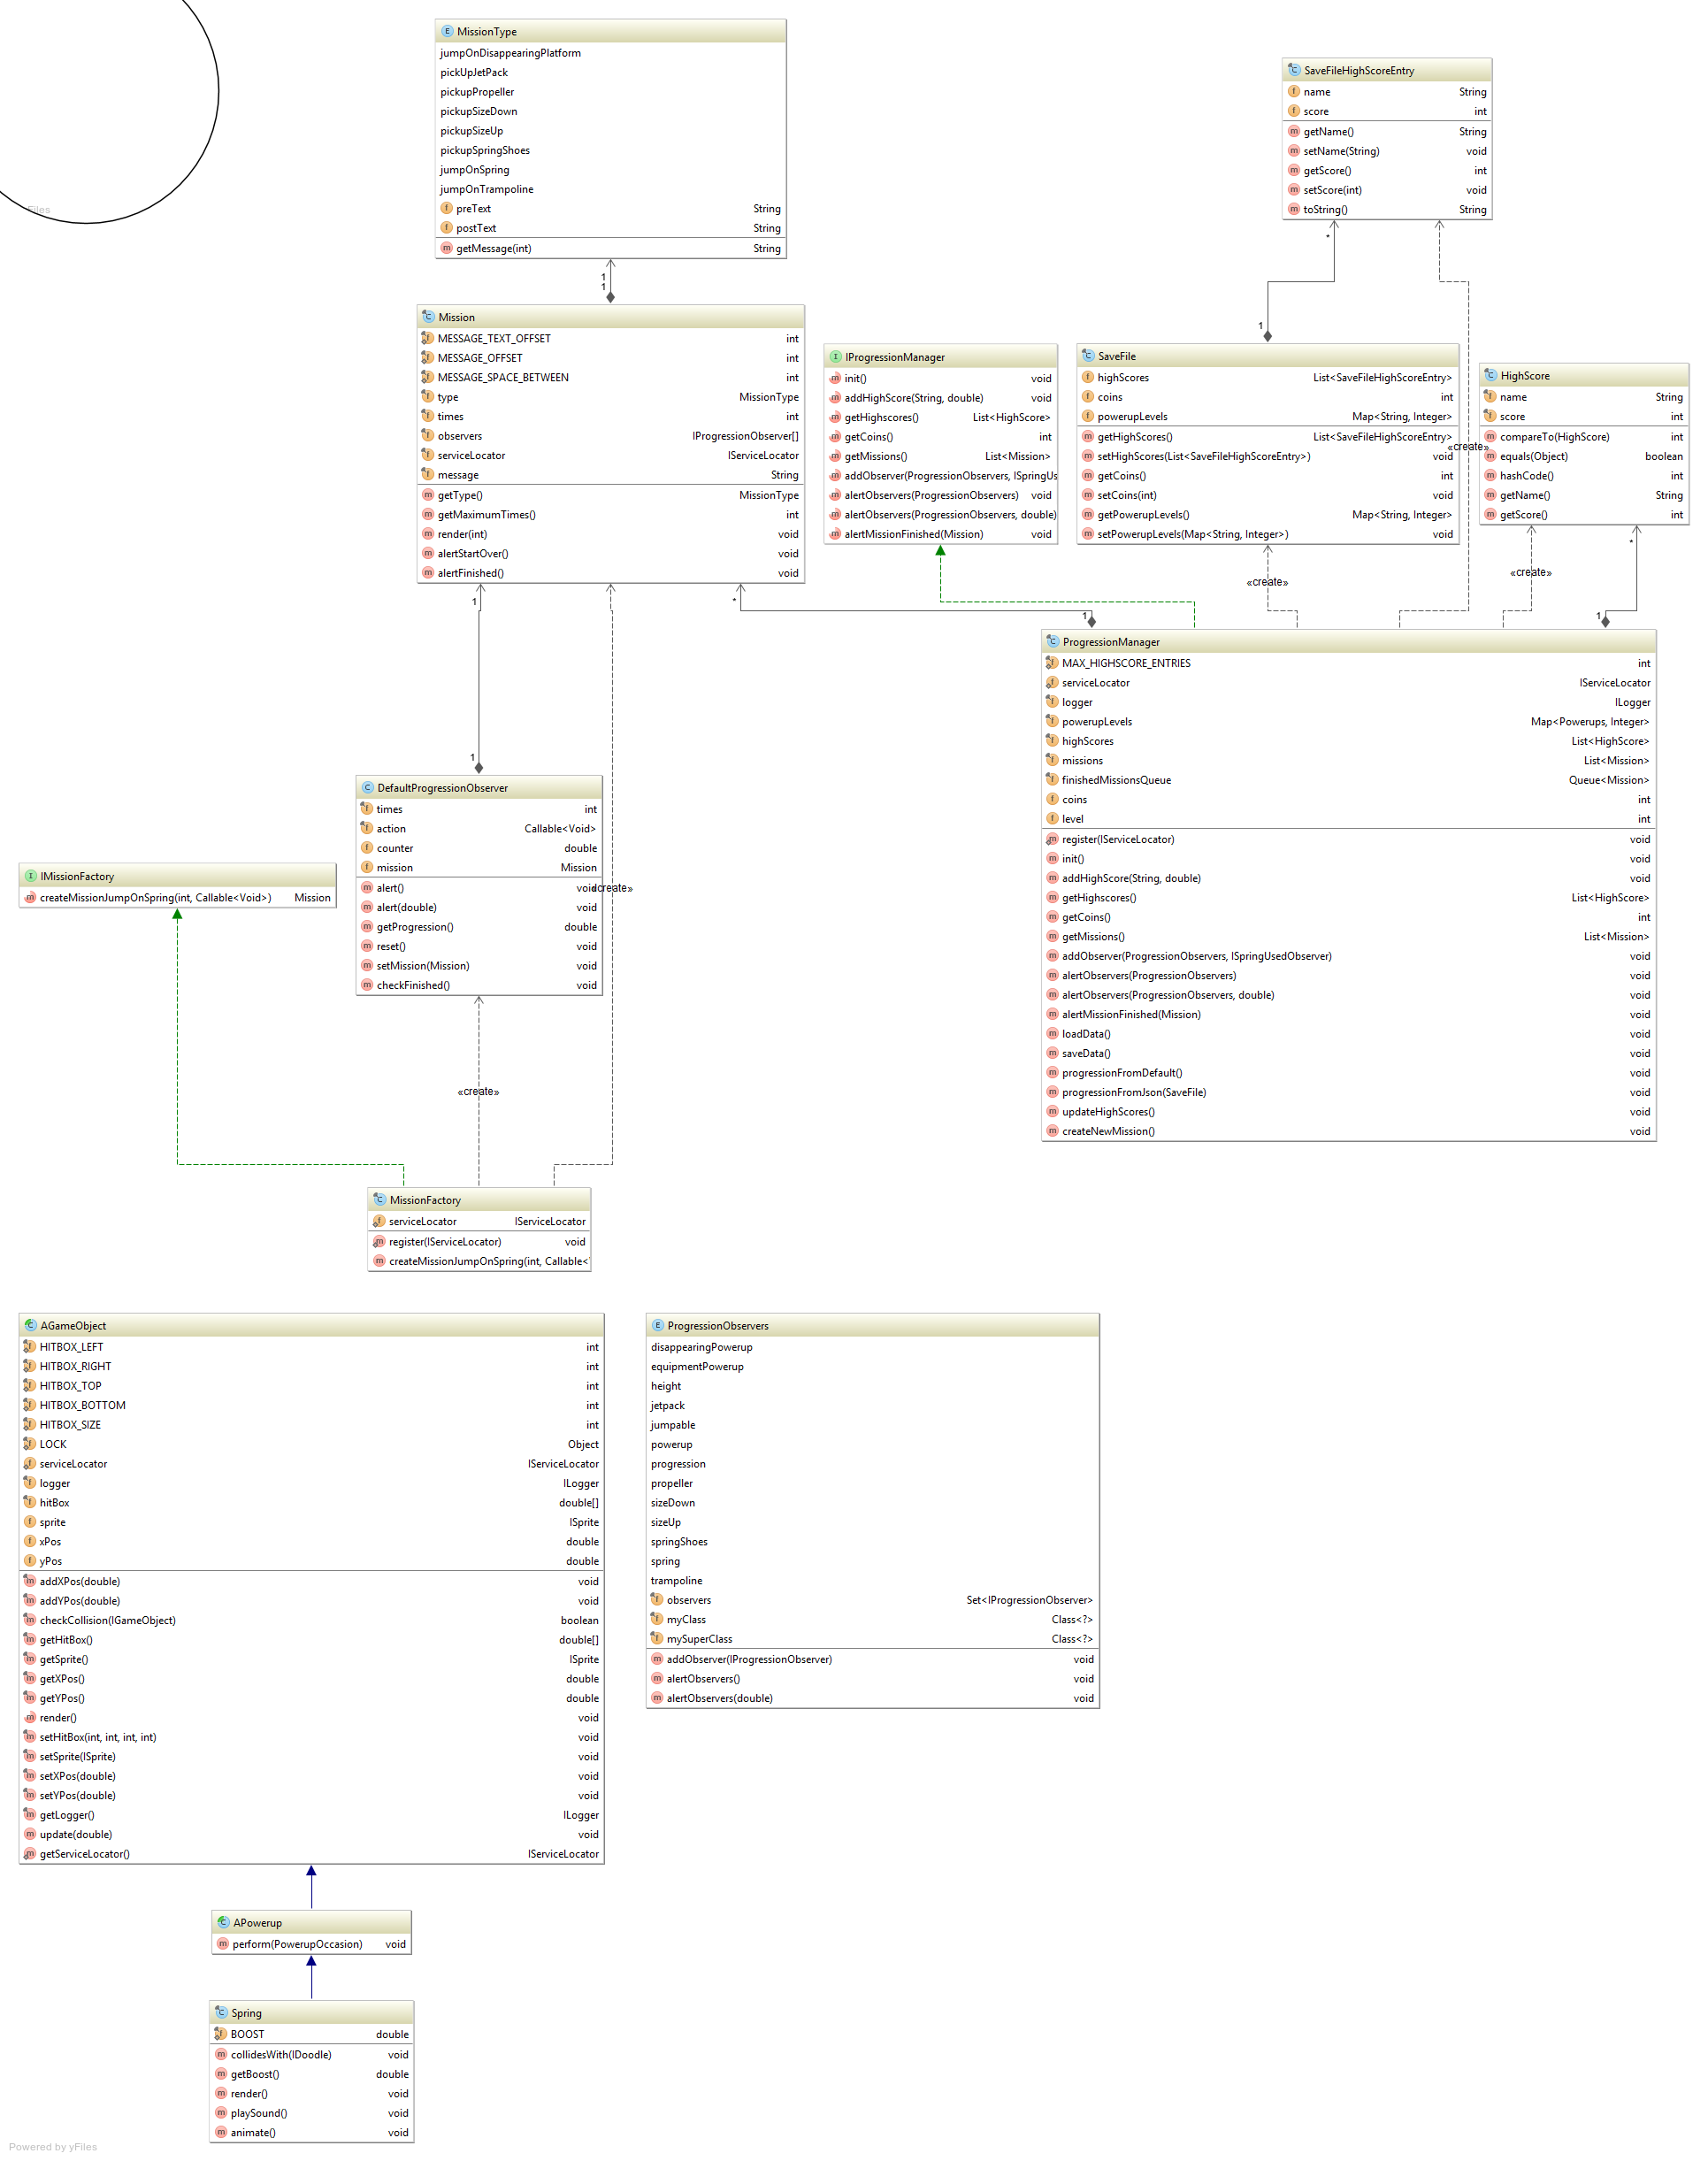 MissionType
jumpOnDisappearingPlatform
pickUpJetPack
pickupPropeller
pickupSizeDown
pickupSizeUp
pickupSpringShoes
jumpOnSpring
jumpOnTrampoline
preText String
postText String
getMessage(int) String
SaveFileHighScoreEntry
name String
score int
getName() String
setName(String) void
getScore() int
setScore(int) void
toString() String
Files
1
1
*
Mission
MESSAGE_TEXT_OFFSET int
MESSAGE_OFFSET int
MESSAGE_SPACE_BETWEEN int
type MissionType
times int
observers IProgressionObserver[]
serviceLocator IServiceLocator
message String
getType() MissionType
getMaximumTimes() int
render(int) void
alertStartOver() void
alertFinished() void
IProgressionManager
init() void
addHighScore(String, double) void
getHighscores() List<HighScore>
getCoins() int
getMissions() List<Mission>
addObserver(ProgressionObservers, ISpringUs
alertObservers(ProgressionObservers) void
alertObservers(ProgressionObservers, double)
alertMissionFinished(Mission) void
1
SaveFile
highScores List<SaveFileHighScoreEntry>
coins int
powerupLevels Map<String, Integer>
getHighScores() List<SaveFileHighScoreEntry>
setHighScores(List<SaveFileHighScoreEntry>) void
getCoins() int
setCoins(int) void
getPowerupLevels() Map<String, Integer>
setPowerupLevels(Map<String, Integer>) void
«create»
HighScore
name String
score int
compareTo(HighScore) int
equals(Object) boolean
hashCode() int
getName() String
getScore() int
«create»
«create»
*
1
*
1
1
ProgressionManager
MAX_HIGHSCORE_ENTRIES int
serviceLocator IServiceLocator
logger ILogger
powerupLevels Map<Powerups, Integer>
highScores List<HighScore>
missions List<Mission>
finishedMissionsQueue Queue<Mission>
coins int
level int
register(IServiceLocator) void
init() void
addHighScore(String, double) void
getHighscores() List<HighScore>
getCoins() int
getMissions() List<Mission>
addObserver(ProgressionObservers, ISpringUsedObserver) void
alertObservers(ProgressionObservers) void
alertObservers(ProgressionObservers, double) void
alertMissionFinished(Mission) void
loadData() void
saveData() void
progressionFromDefault() void
progressionFromJson(SaveFile) void
updateHighScores() void
createNewMission() void
1
DefaultProgressionObserver
times int
action Callable<Void>
counter double
mission Mission
alert() void
alert(double) void
getProgression() double
reset() void
setMission(Mission) void
checkFinished() void
«create»
IMissionFactory
createMissionJumpOnSpring(int, Callable<Void>) Mission
«create»
MissionFactory
serviceLocator IServiceLocator
register(IServiceLocator) void
createMissionJumpOnSpring(int, Callable<
AGameObject
HITBOX_LEFT int
HITBOX_RIGHT int
HITBOX_TOP int
HITBOX_BOTTOM int
HITBOX_SIZE int
LOCK Object
serviceLocator IServiceLocator
logger ILogger
hitBox double[]
sprite ISprite
xPos double
yPos double
addXPos(double) void
addYPos(double) void
checkCollision(IGameObject) boolean
getHitBox() double[]
getSprite() ISprite
getXPos() double
getYPos() double
render() void
setHitBox(int, int, int, int) void
setSprite(ISprite) void
setXPos(double) void
setYPos(double) void
getLogger() ILogger
update(double) void
getServiceLocator() IServiceLocator
ProgressionObservers
disappearingPowerup
equipmentPowerup
height
jetpack
jumpable
powerup
progression
propeller
sizeDown
sizeUp
springShoes
spring
trampoline
observers Set<IProgressionObserver>
myClass Class<?>
mySuperClass Class<?>
addObserver(IProgressionObserver) void
alertObservers() void
alertObservers(double) void
APowerup
perform(PowerupOccasion) void
Spring
BOOST double
collidesWith(IDoodle) void
getBoost() double
render() void
playSound() void
animate() void
Powered by yFiles